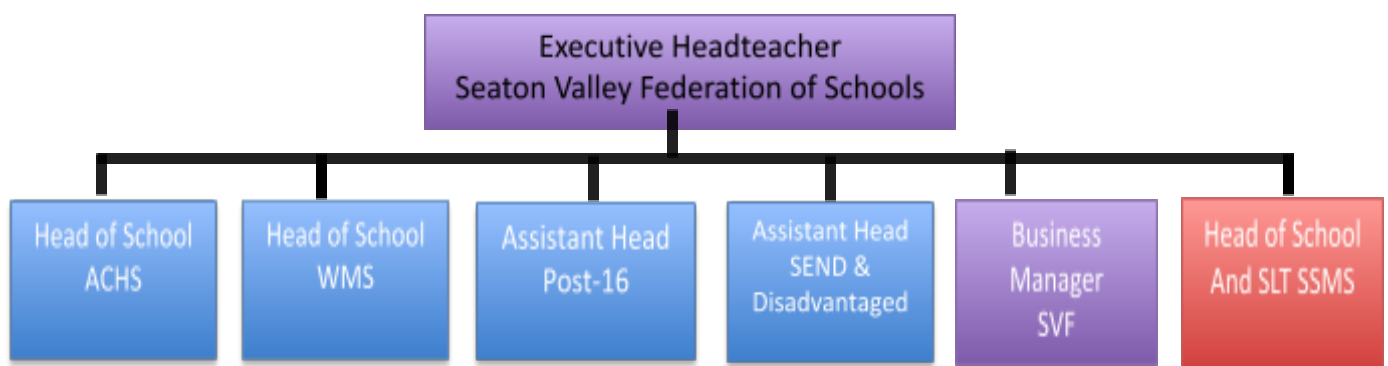 Executive Headteacher
Seaton Valley Federation of Schools
Head of School
ACHS
Head of School
WMS
Assistant Head
Post-16
Assistant Head
SEND &
Disadvantaged
Business
Manager
SVF
Head of School
And SLT SSMS